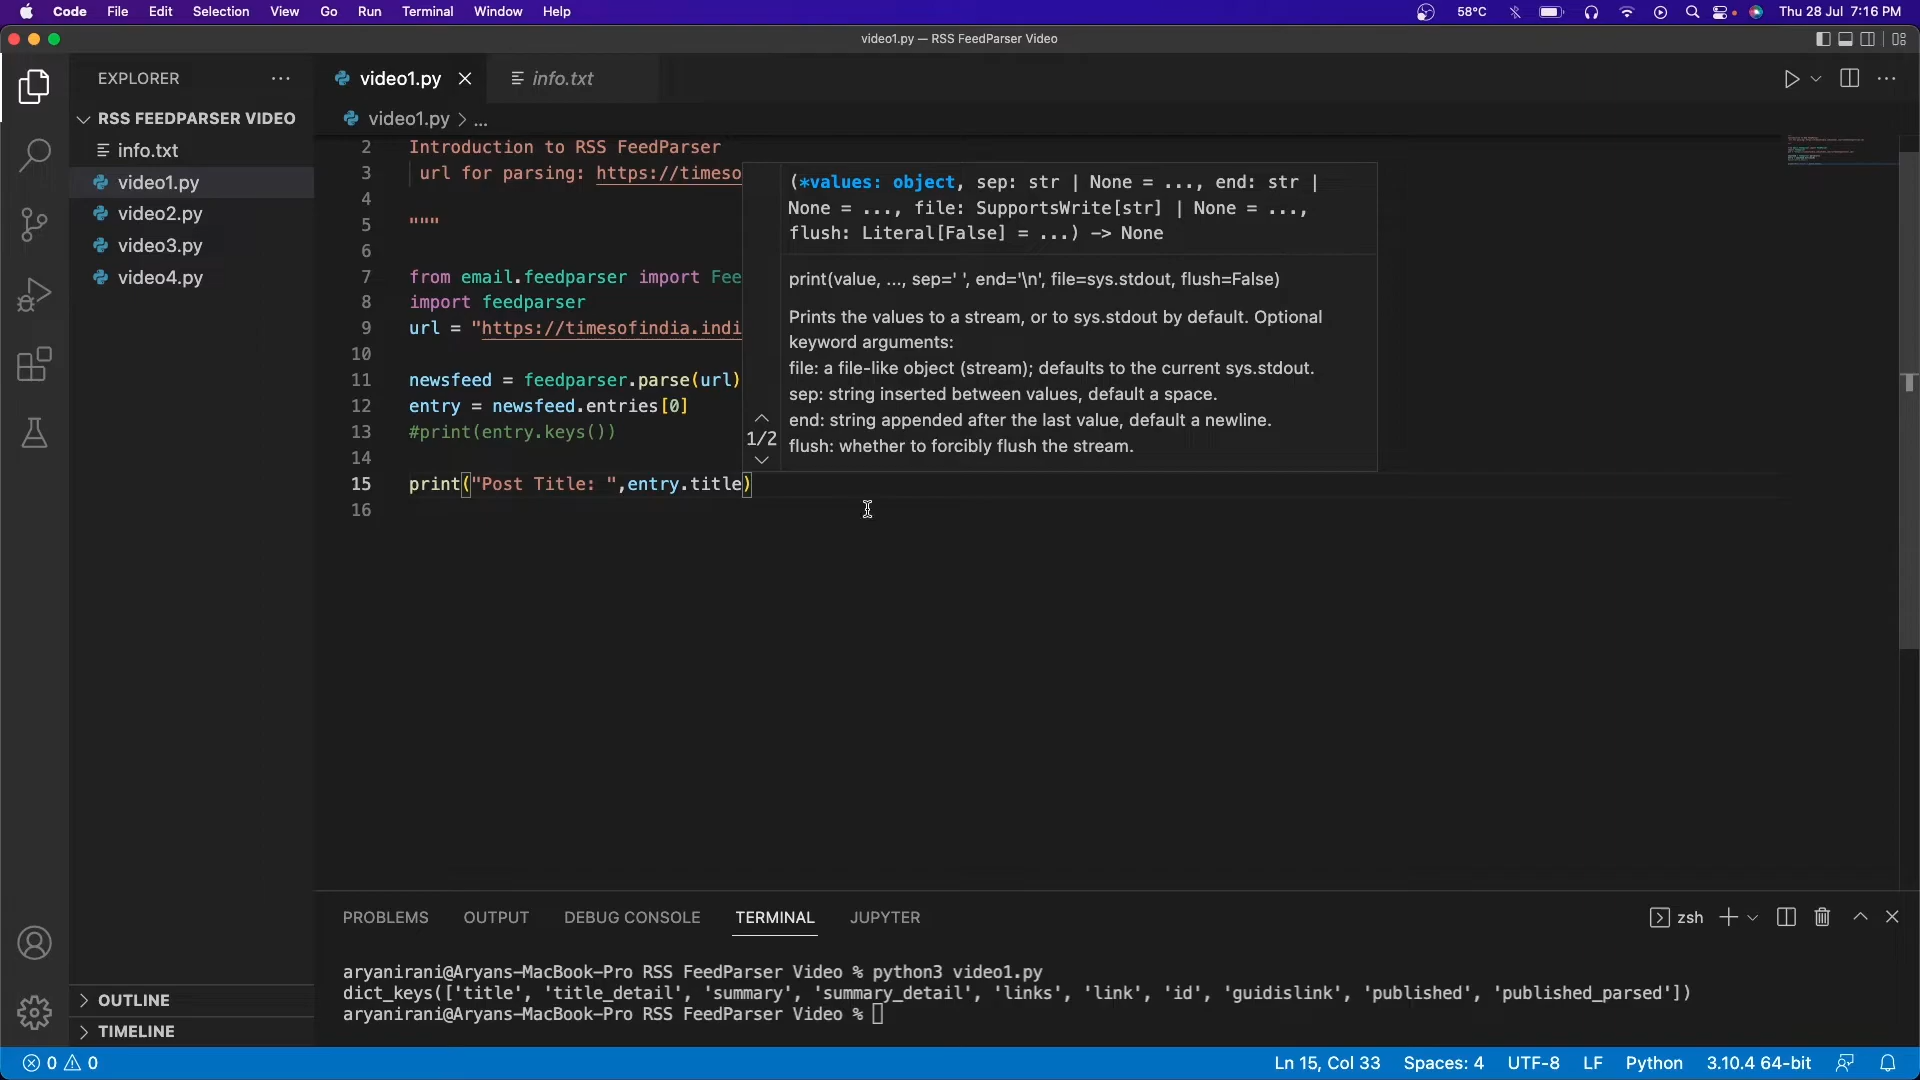 Code File Edit Selection View Go Run Terminal Window Help 58°C Thu 28 Jul 7:16 PM
video1.py — RSS FeedParser Video
EXPLORER
video1.py
info.txt
RSS FEEDPARSER VIDEO
video1.py > ...
info.txt
video1.py
video2.py
video3.py
video4.py
2 Introduction to RSS FeedParser
3 url for parsing: https://timeso
4
5 """
6
7 from email.feedparser import Fee
8 import feedparser
9 url = "https://timesofindia.indi
10
11 newsfeed = feedparser.parse(url)
12 entry = newsfeed.entries[0]
13 #print(entry.keys())
14
15 print("Post Title: ",entry.title)
16
(*values: object, sep: str | None = ..., end: str |
None = ..., file: SupportsWrite[str] | None = ...,
flush: Literal[False] = ...) -> None
print(value, ..., sep=' ', end='\n', file=sys.stdout, flush=False)
Prints the values to a stream, or to sys.stdout by default. Optional
keyword arguments:
file: a file-like object (stream); defaults to the current sys.stdout.
sep: string inserted between values, default a space.
end: string appended after the last value, default a newline.
flush: whether to forcibly flush the stream.
1/2
PROBLEMS OUTPUT DEBUG CONSOLE TERMINAL JUPYTER
zsh
aryanirani@Aryans-MacBook-Pro RSS FeedParser Video % python3 video1.py
dict_keys(['title', 'title_detail', 'summary', 'summary_detail', 'links', 'link', 'id', 'guidislink', 'published', 'published_parsed'])
aryanirani@Aryans-MacBook-Pro RSS FeedParser Video %
OUTLINE
TIMELINE
0 0
Ln 15, Col 33 Spaces: 4 UTF-8 LF Python 3.10.4 64-bit